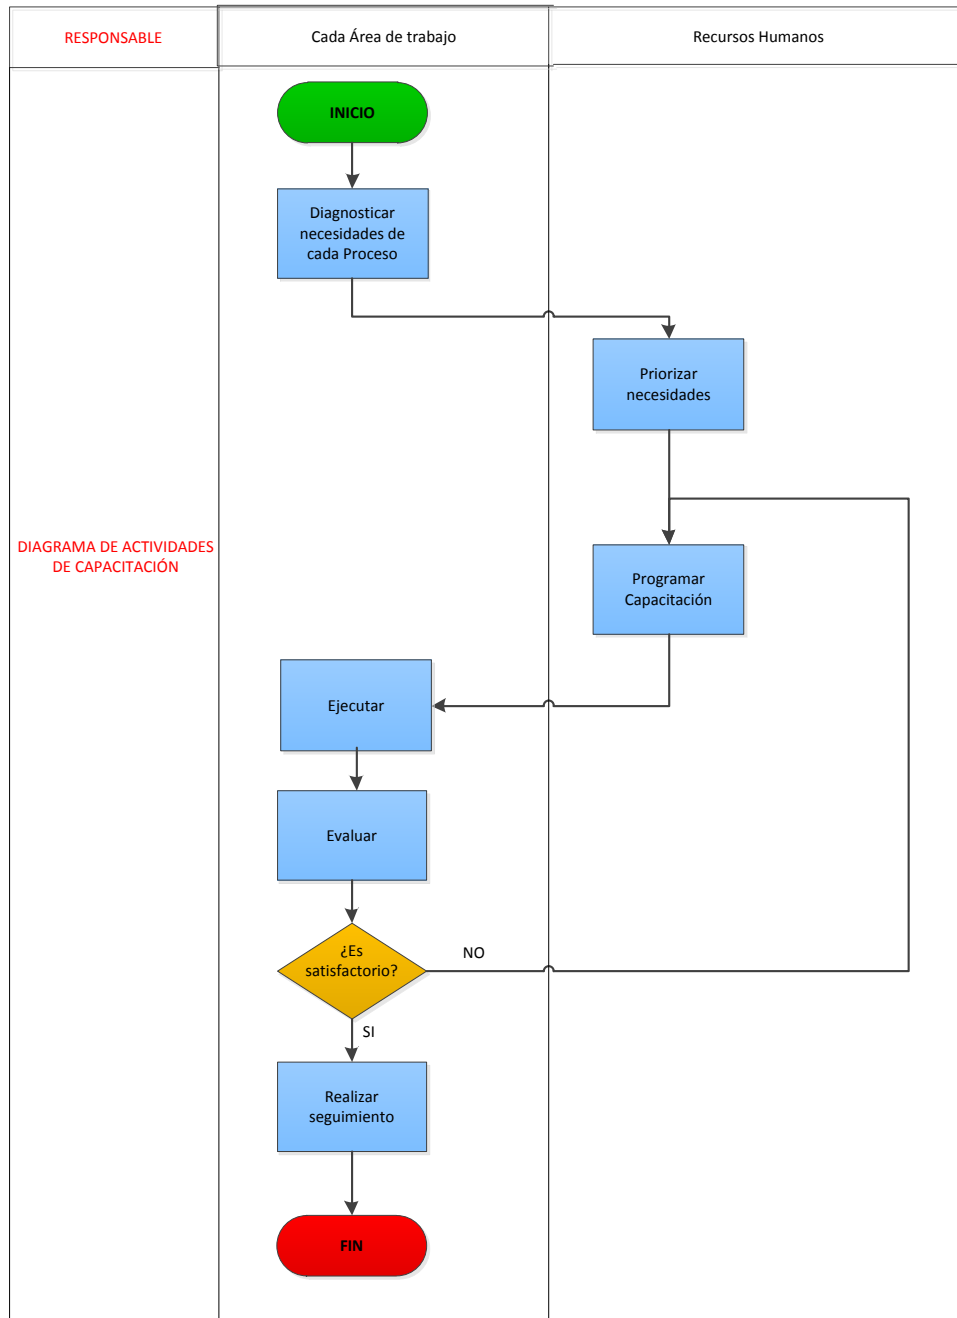 RESPONSABLE
Cada Área de trabajo
Recursos Humanos
INICIO
Diagnosticar
necesidades de
cada Proceso
Priorizar
necesidades
DIAGRAMA DE ACTIVIDADES
DE CAPACITACIÓN
Programar
Capacitación
Ejecutar
Evaluar
¿Es
satisfactorio?
NO
SI
Realizar
seguimiento
FIN